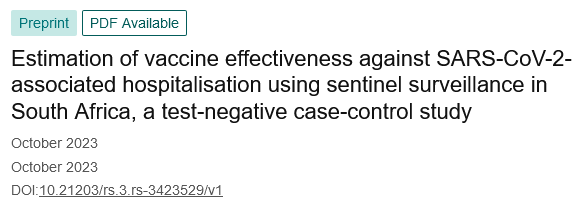 Preprint PDF Available
Estimation of vaccine effectiveness against SARS-CoV-2-
associated hospitalisation using sentinel surveillance in
South Africa, a test-negative case-control study
October 2023
October 2023
DOI:10.21203/rs.3.rs-3423529/v1